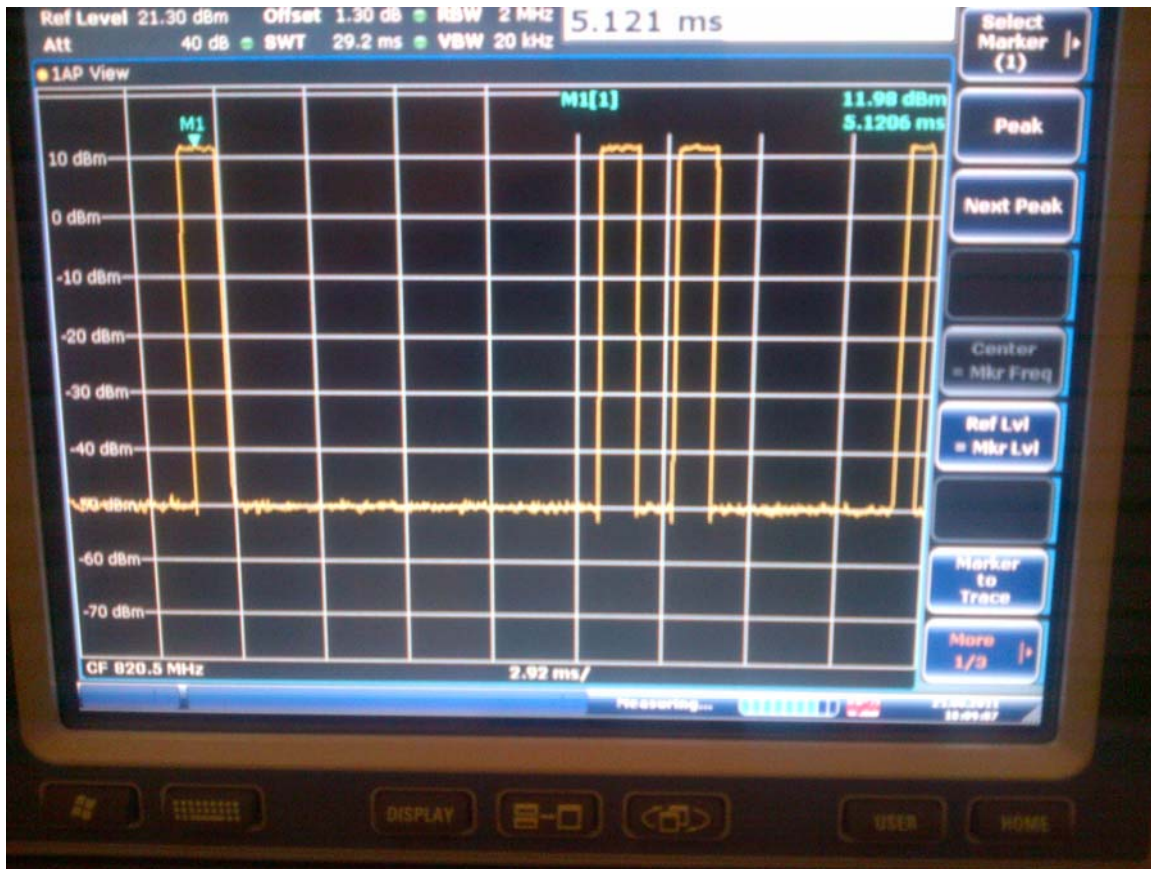 Ref Level 21.30 dBm Offset 1.30 dB RBW 2 MHz
Att 40 dB SWT 29.2 ms VBW 20 kHz
5.121 ms
Select Marker (1)
1AP View
M1[1] 11.98 dBm
5.1206 ms
M1
Peak
10 dBm
0 dBm
Next Peak
-10 dBm
-20 dBm
Center
= Mkr Freq
-30 dBm
Ref Lvl
= Mkr Lvl
-40 dBm
-50 dBm
-60 dBm
Marker
to
Trace
-70 dBm
More
1/3
CF 820.5 MHz 2.92 ms/
Measuring...
DISPLAY
USER
HOME